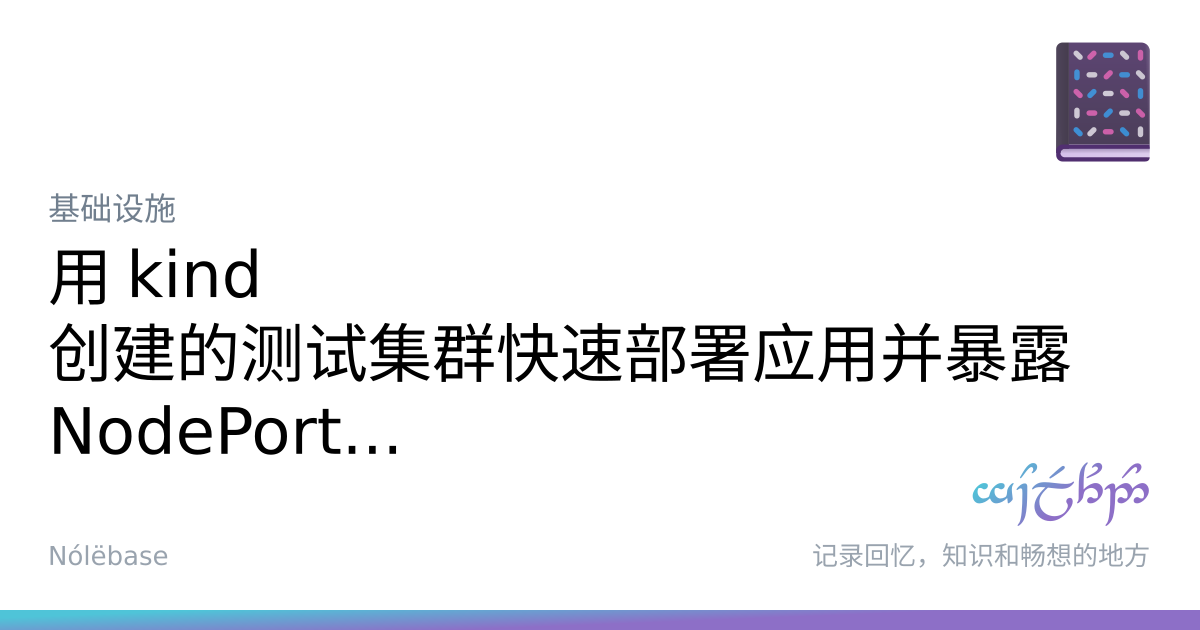 基础设施
用 kind
创建的测试集群快速部署应用并暴露
NodePort...
Nólëbase
记录回忆，知识和畅想的地方